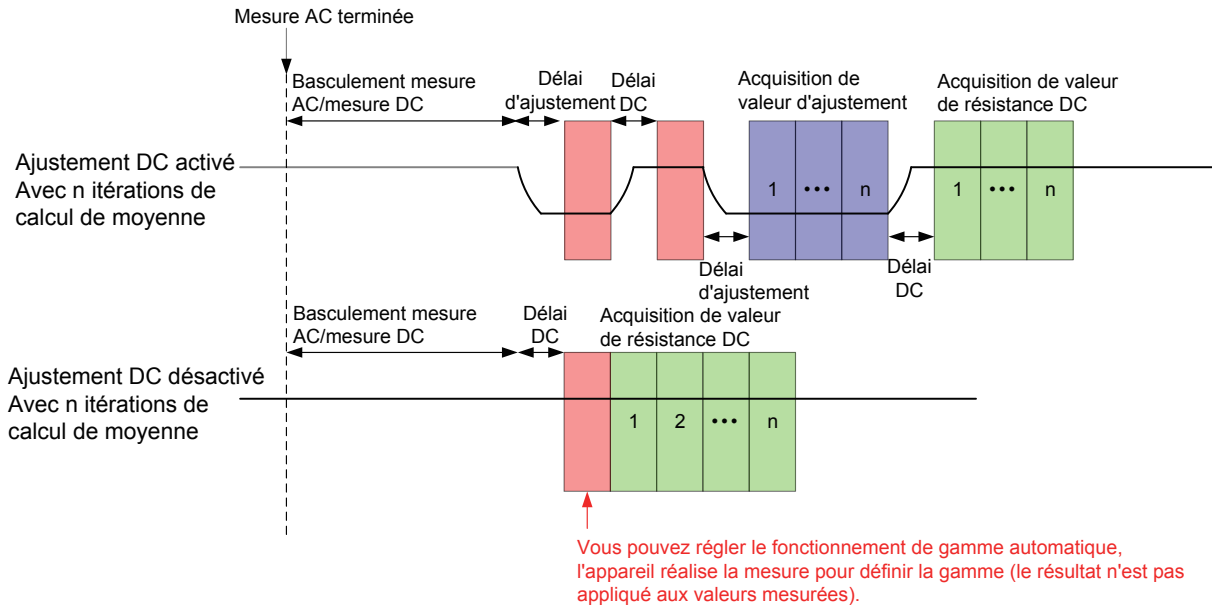 Mesure AC terminée
Basculement mesure
AC/mesure DC
Délai
d'ajustement
Délai
DC
Acquisition de
valeur d'ajustement
Acquisition de valeur
de résistance DC
Ajustement DC activé
Avec n itérations de
calcul de moyenne
1 ••• n
1 ••• n
Délai
d'ajustement
Délai
DC
Basculement mesure
AC/mesure DC
Délai
DC
Acquisition de valeur
de résistance DC
Ajustement DC désactivé
Avec n itérations de
calcul de moyenne
1 2 ••• n
Vous pouvez régler le fonctionnement de gamme automatique,
l'appareil réalise la mesure pour définir la gamme (le résultat n'est pas
appliqué aux valeurs mesurées).